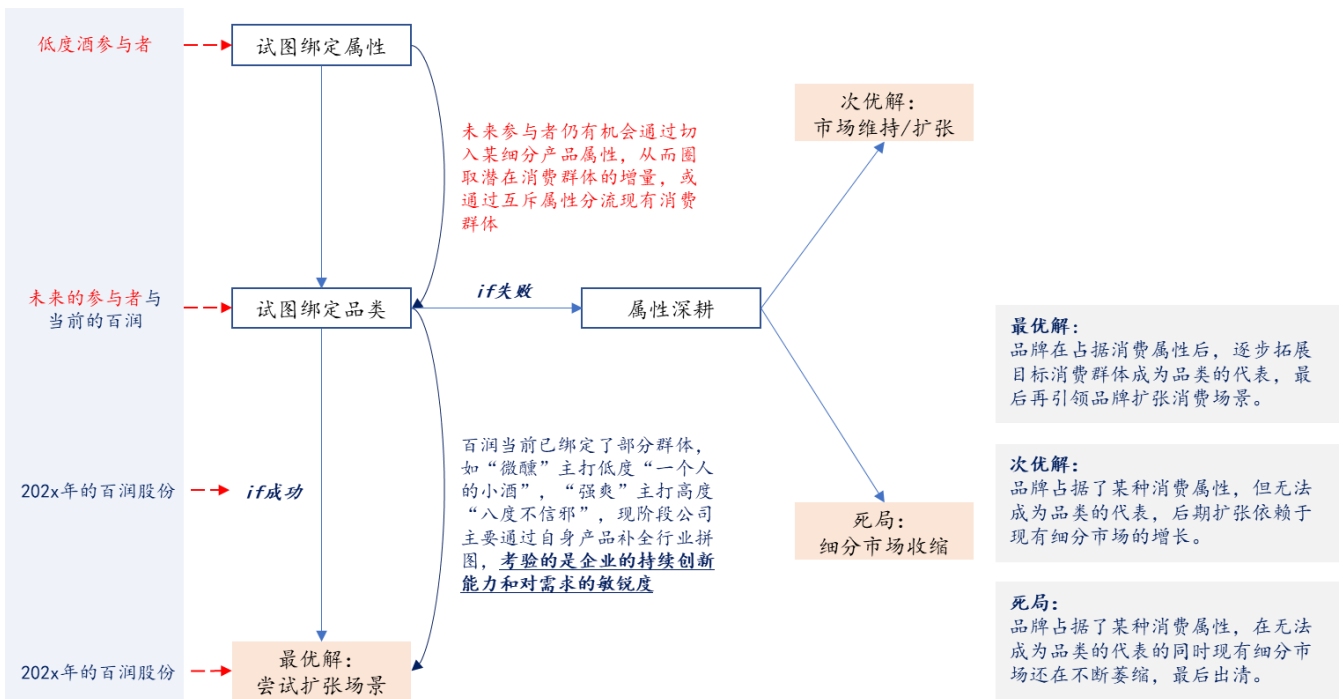 低度酒参与者
试图绑定属性
未来参与者仍有机会通过切
入某细分产品属性，从而圈
取潜在消费群体的增量，或
通过互斥属性分流现有消费
群体
次优解：
市场维持/扩张
未来的参与者与
当前的百润
试图绑定品类
if失败
属性深耕
最优解：
品牌在占据消费属性后，逐步拓展
目标消费群体成为品类的代表，最
后再引领品牌扩张消费场景。
202x年的百润股份
if成功
百润当前已绑定了部分群体，
如“微醺”主打低度“一个人
的小酒”，“强爽”主打高度
“八度不信邪”，现阶段公司
主要通过自身产品补全行业拼
图，考验的是企业的持续创新
能力和对需求的敏锐度
死局：
细分市场收缩
次优解：
品牌占据了某种消费属性，但无法
成为品类的代表，后期扩张依赖于
现有细分市场的增长。
死局：
品牌占据了某种消费属性，在无法
成为品类的代表的同时现有细分市
场还在不断萎缩，最后出清。
202x年的百润股份
最优解：
尝试扩张场景